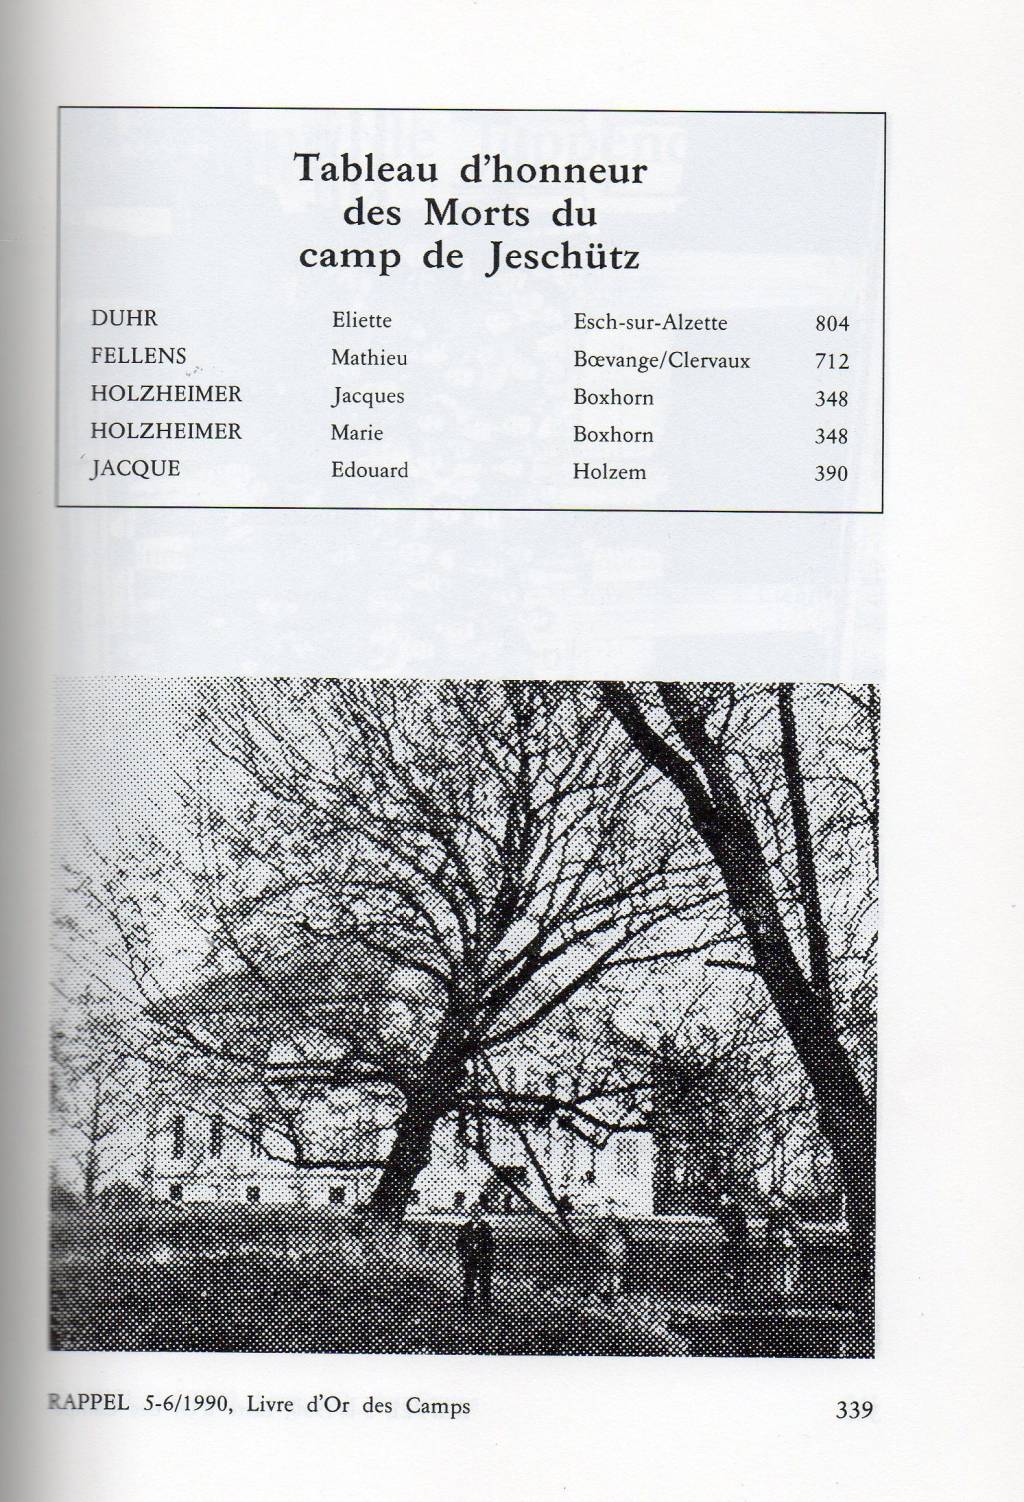 Tableau d'honneur
des Morts du
camp de Jeschütz
DUHR Eliette Esch-sur-Alzette 804
FELLENS Mathieu Bœvange/Clervaux 712
HOLZHEIMER Jacques Boxhorn 348
HOLZHEIMER Marie Boxhorn 348
JACQUE Edouard Holzem 390
RAPPEL 5-6/1990, Livre d'Or des Camps 339